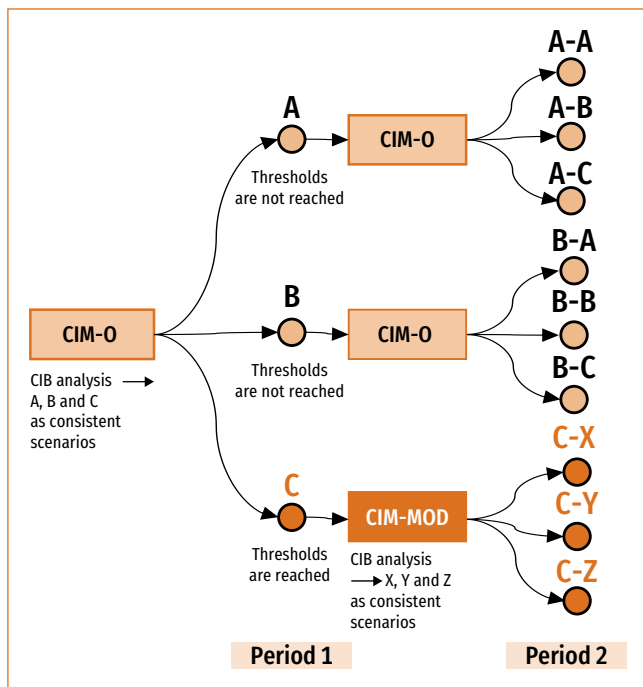 A-A
A
A-B
CIM-O
Thresholds
are not reached
A-C
B-A
B
B-B
CIM-O
CIM-O
Thresholds
are not reached
B-C
CIB analysis →
A, B and C
as consistent
scenarios
C-X
C
CIM-MOD
C-Y
Thresholds
are reached
CIB analysis
→ X, Y and Z
as consistent
scenarios
C-Z
Period 1
Period 2